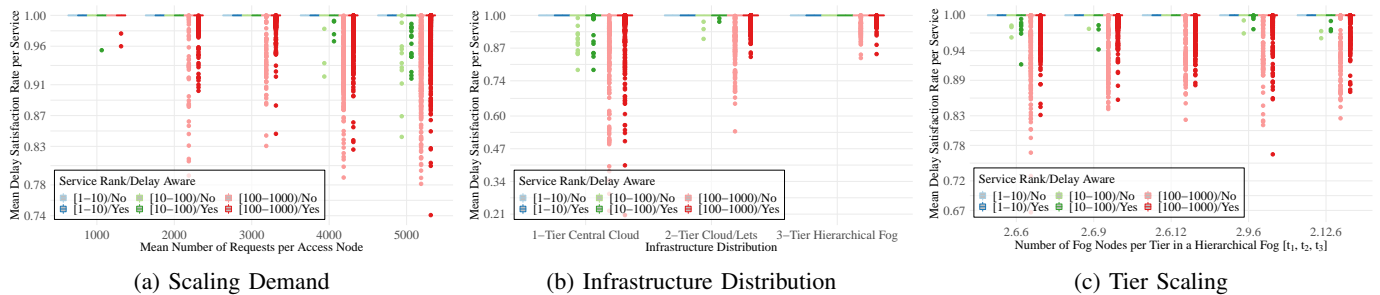 Mean Delay Satisfaction Rate per Service
1.00
0.96
0.91
0.87
0.83
0.78
0.74
Service Rank/Delay Aware
[1−10)/No [10−100)/No [100−1000)/No
[1−10)/Yes [10−100)/Yes [100−1000)/Yes
1000 2000 3000 4000 5000
Mean Number of Requests per Access Node
(a) Scaling Demand
Mean Delay Satisfaction Rate per Service
1.00
0.87
0.74
0.60
0.47
0.34
0.21
Service Rank/Delay Aware
[1−10)/No [10−100)/No [100−1000)/No
[1−10)/Yes [10−100)/Yes [100−1000)/Yes
1−Tier Central Cloud 2−Tier Cloud/Lets 3−Tier Hierarchical Fog
Infrastructure Distribution
(b) Infrastructure Distribution
Mean Delay Satisfaction Rate per Service
1.00
0.94
0.89
0.83
0.78
0.72
0.67
Service Rank/Delay Aware
[1−10)/No [10−100)/No [100−1000)/No
[1−10)/Yes [10−100)/Yes [100−1000)/Yes
2.6.6. 2.6.9 2.6.12 2.9.6 2.12.6
Number of Fog Nodes per Tier in a Hierarchical Fog [t₁, t₂, t₃]
(c) Tier Scaling